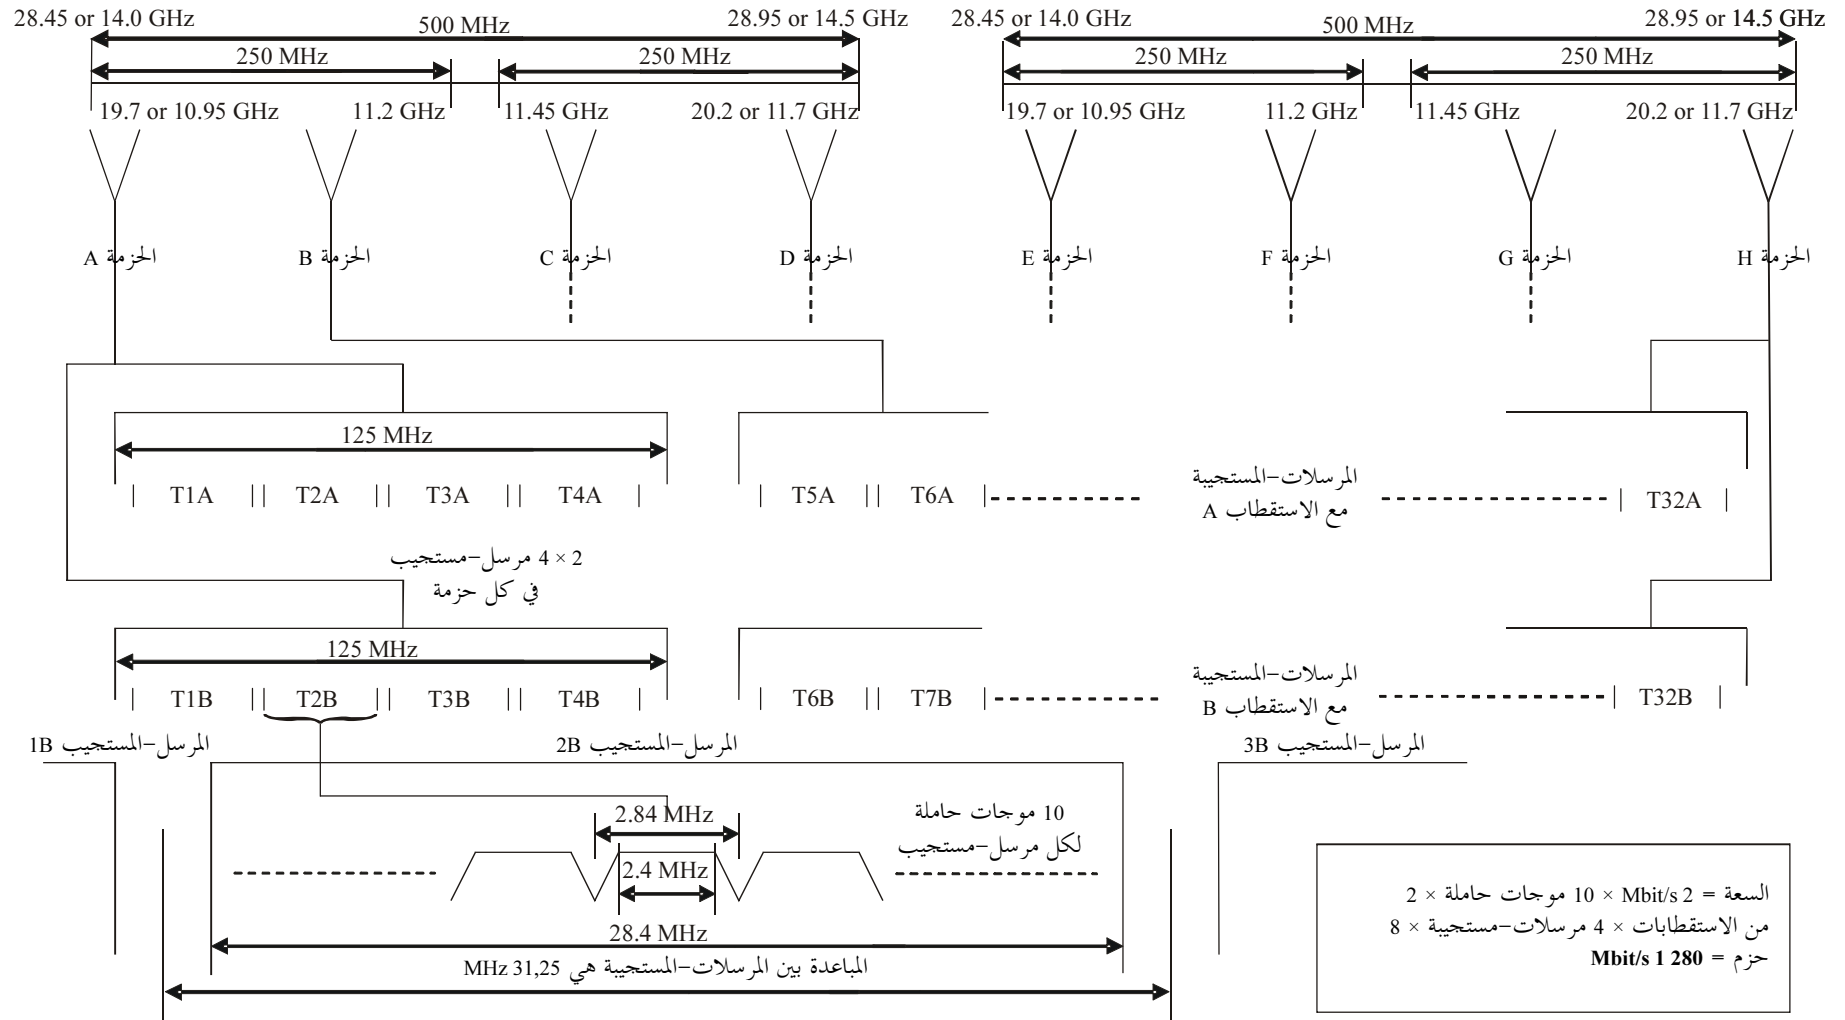 28.45 or 14.0 GHz
500 MHz
28.95 or 14.5 GHz
28.45 or 14.0 GHz
500 MHz
28.95 or 14.5 GHz
250 MHz
250 MHz
250 MHz
250 MHz
19.7 or 10.95 GHz
11.2 GHz
11.45 GHz
20.2 or 11.7 GHz
19.7 or 10.95 GHz
11.2 GHz
11.45 GHz
20.2 or 11.7 GHz
الحزمة A
الحزمة B
الحزمة C
الحزمة D
الحزمة E
الحزمة F
الحزمة G
الحزمة H
125 MHz
T1A
T2A
T3A
T4A
T5A
T6A
المرسلات-المستجيبة
مع الاستقطاب A
T32A
2 × 4 مرسل-مستجيب
في كل حزمة
125 MHz
T1B
T2B
T3B
T4B
T6B
T7B
المرسلات-المستجيبة
مع الاستقطاب B
T32B
المرسل-المستجيب 1B
المرسل-المستجيب 2B
المرسل-المستجيب 3B
2.84 MHz
10 موجات حاملة
لكل مرسل-مستجيب
2.4 MHz
28.4 MHz
المباعدة بين المرسلات-المستجيبة هي MHz 31,25
السعة = Mbit/s 2 × 10 موجات حاملة × 2
من الاستقطابات × 4 مرسلات-مستجيبة × 8
حزم = Mbit/s 1 280